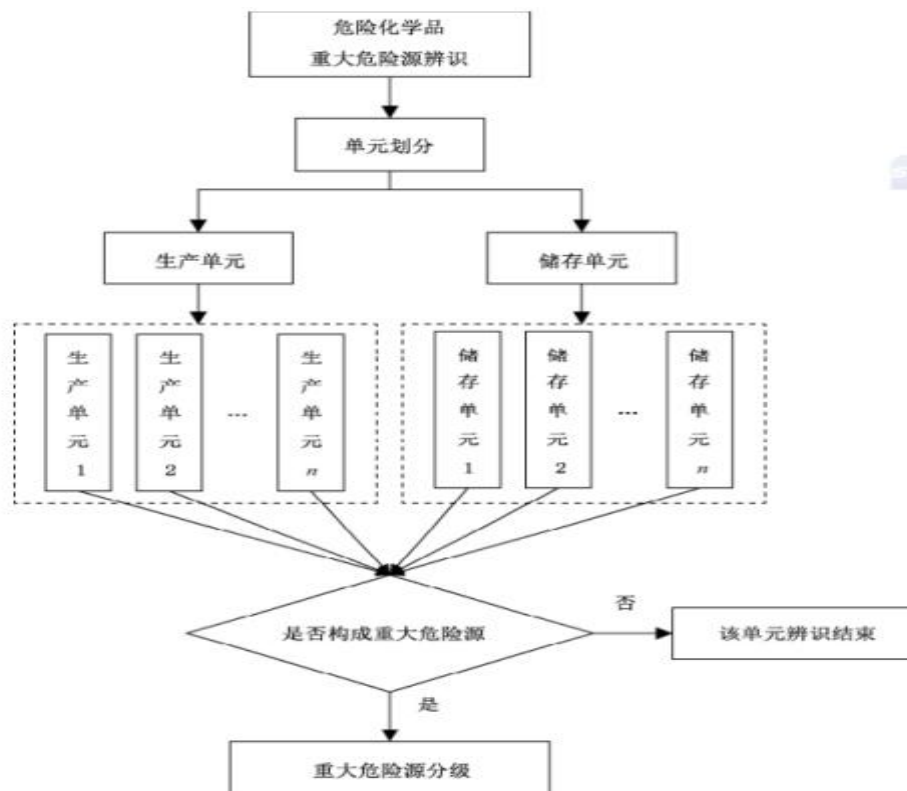 危险化学品
重大危险源辨识
单元划分
生产单元
储存单元
生产单元1
生产单元2
...
生产单元n
储存单元1
储存单元2
...
储存单元n
是否构成重大危险源
否
该单元辨识结束
是
重大危险源分级